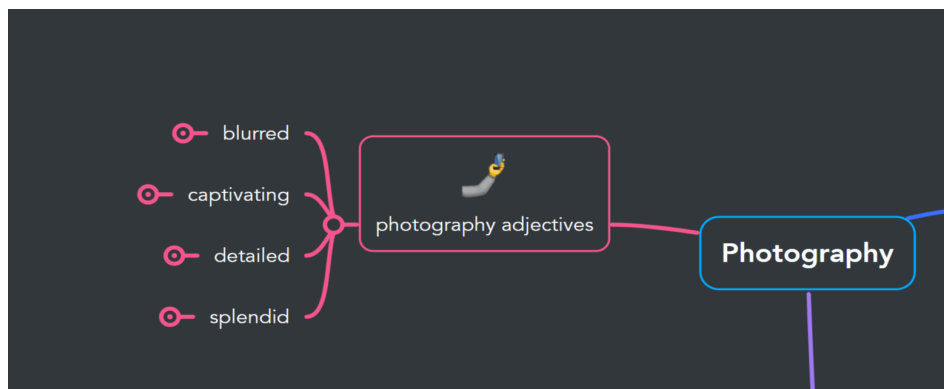 blurred
captivating
detailed
splendid
photography adjectives
Photography